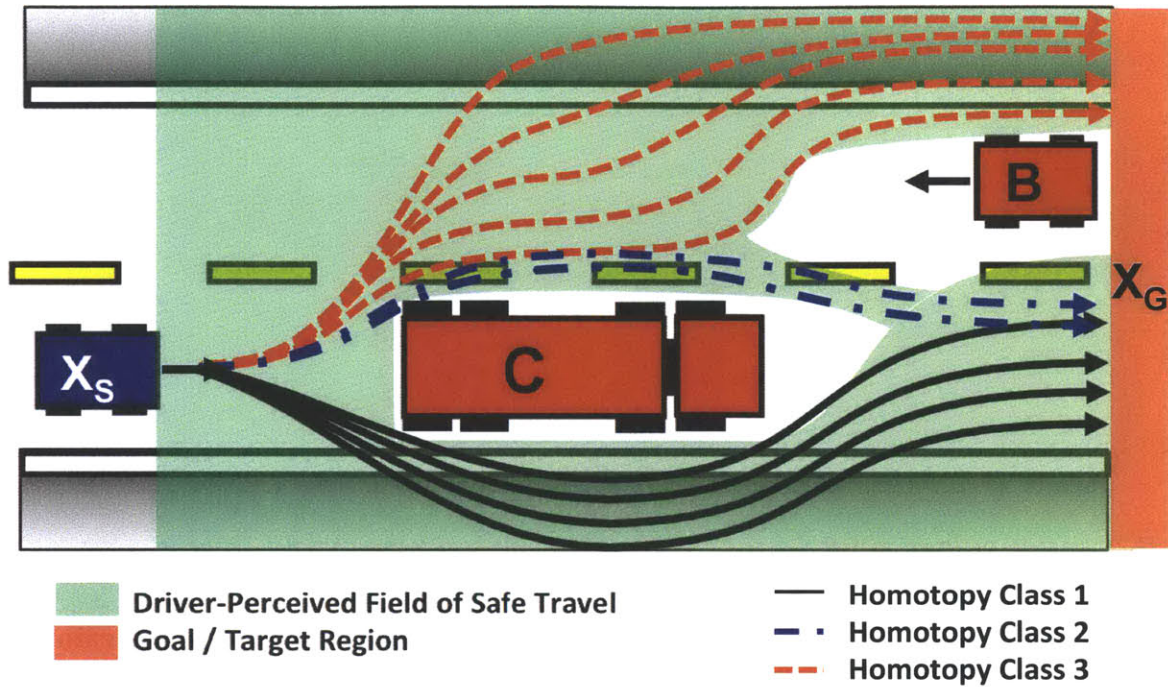 B
X_G
X_S
C
Driver-Perceived Field of Safe Travel
Goal / Target Region
Homotopy Class 1
Homotopy Class 2
Homotopy Class 3